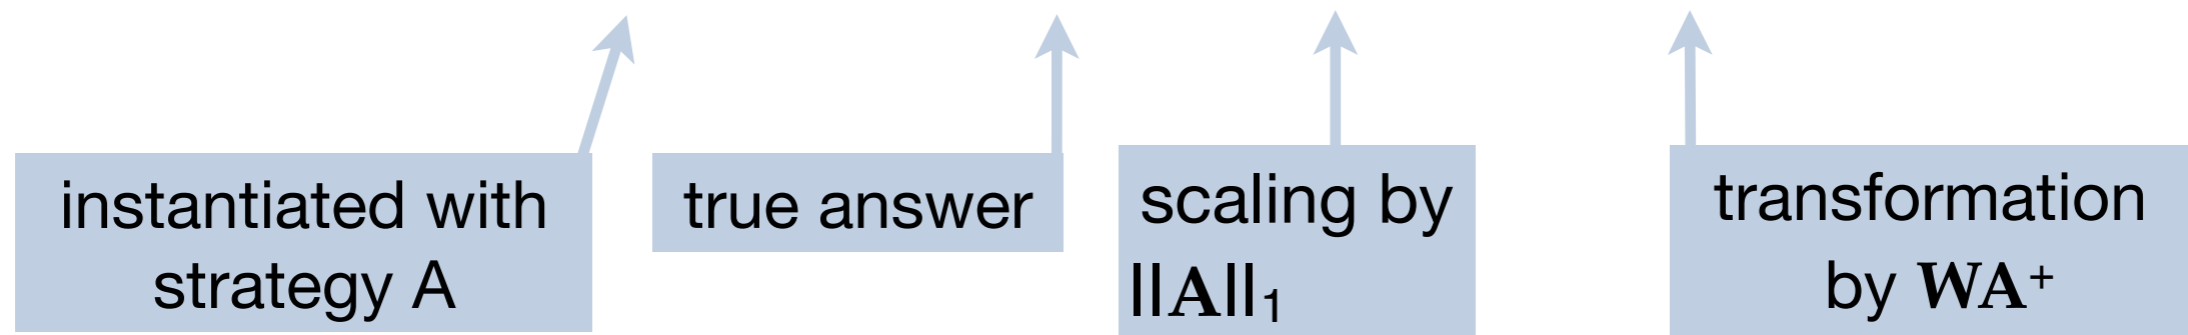 instantiated with
strategy A
true answer
scaling by
||A||₁
transformation
by WA⁺